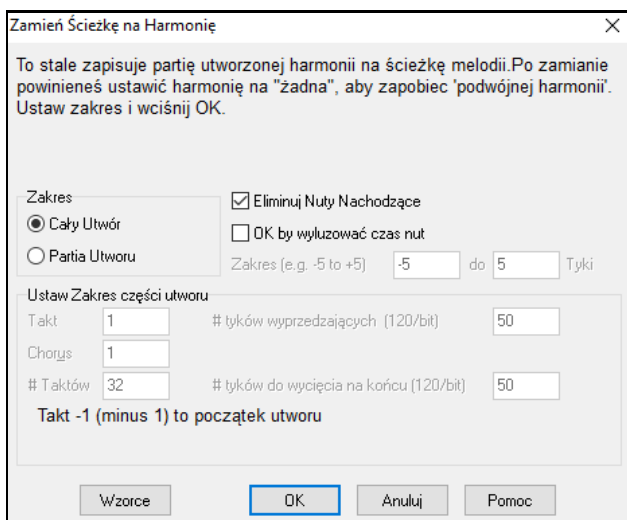 Zamień Ścieżkę na Harmonię
To stale zapisuje partię utworzonej harmonii na ścieżkę melodii.Po zamianie
powinieneś ustawić harmonię na "żadna", aby zapobiec 'podwójnej harmonii'.
Ustaw zakres i wciśnij OK.
Zakres
Cały Utwór
Partia Utworu
Eliminuj Nuty Nachodzące
OK by wyluzować czas nut
Zakres (e.g. -5 to +5) -5 do 5 Tyki
Ustaw Zakres części utworu
Takt 1 # tyków wyprzedzających (120/bit) 50
Chorys 1
# Taktów 32 # tyków do wycięcia na końcu (120/bit) 50
Takt -1 (minus 1) to początek utworu
Wzorce OK Anuluj Pomoc